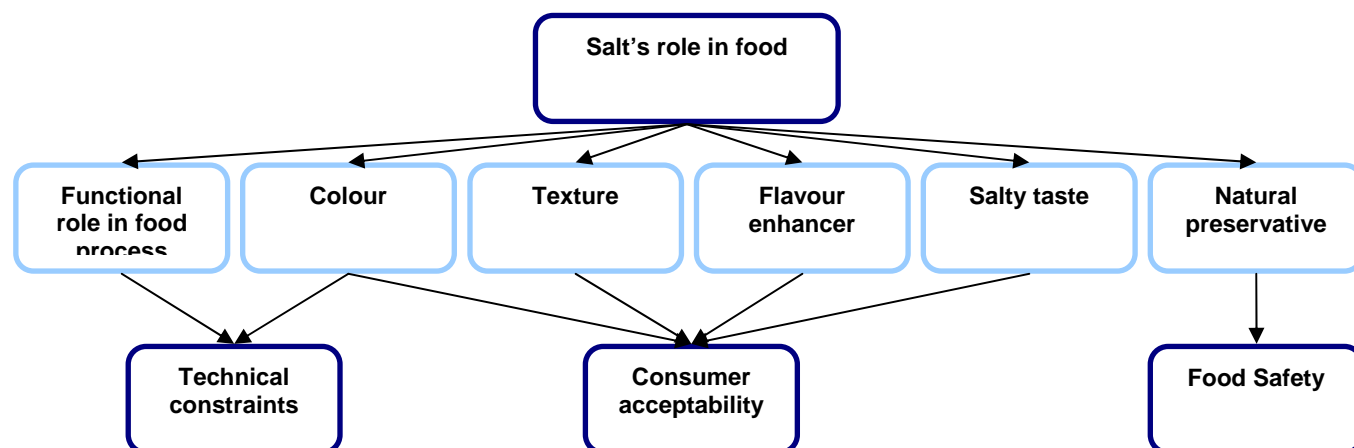 Salt's role in food
Functional
role in food
process
Colour
Texture
Flavour
enhancer
Salty taste
Natural
preservative
Technical
constraints
Consumer
acceptability
Food Safety